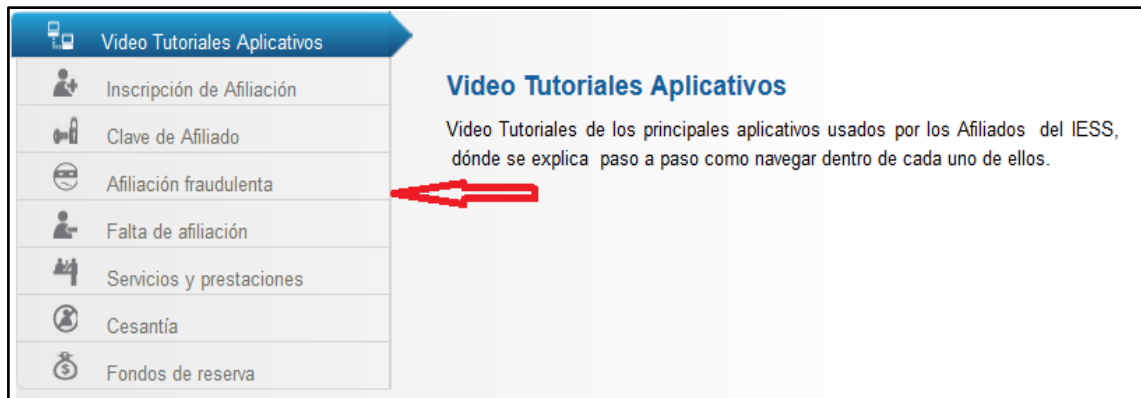 Video Tutoriales Aplicativos
Inscripción de Afiliación
Clave de Afiliado
Afiliación fraudulenta
Falta de afiliación
Servicios y prestaciones
Cesantía
Fondos de reserva
Video Tutoriales Aplicativos
Video Tutoriales de los principales aplicativos usados por los Afiliados del IESS,
dónde se explica paso a paso como navegar dentro de cada uno de ellos.